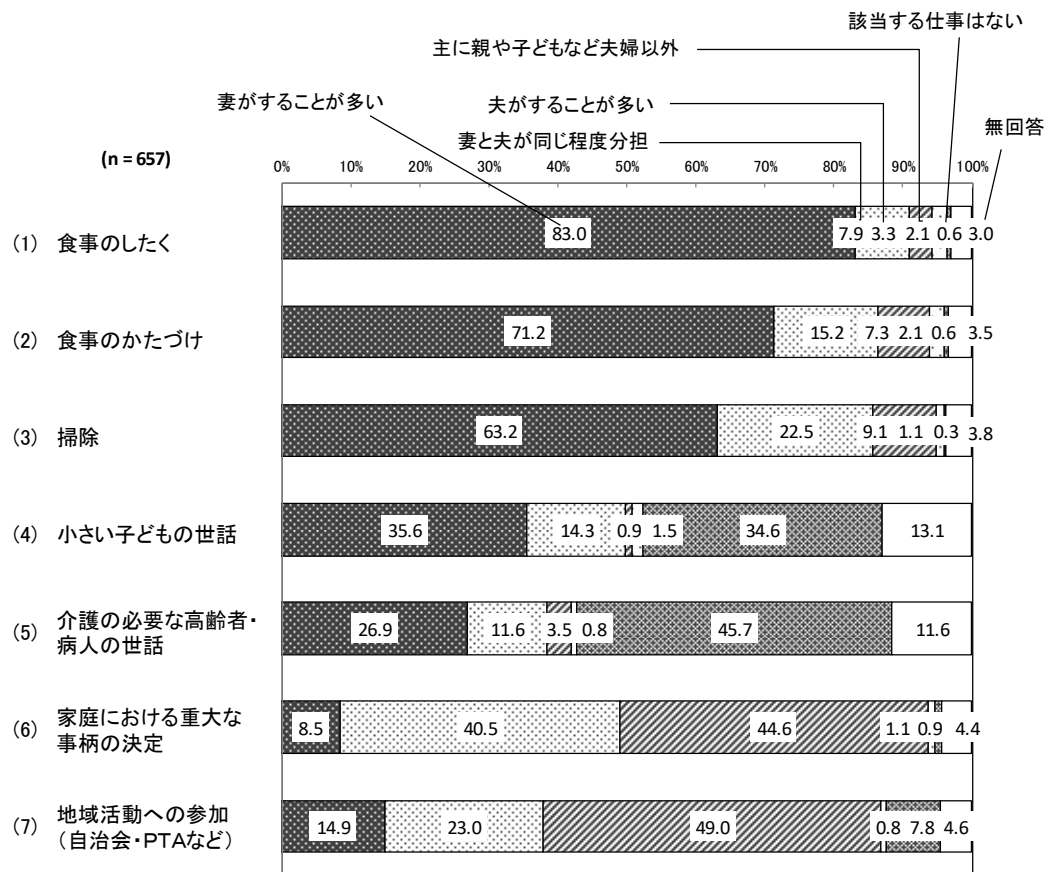 該当する仕事はない
主に親や子どもなど夫婦以外
妻がすることが多い 夫がすることが多い
妻と夫が同じ程度分担 無回答
(n = 657)
0% 10% 20% 30% 40% 50% 60% 70% 80% 90% 100%
(1) 食事のしたく 83.0 7.9 3.3 2.1 0.6 3.0
(2) 食事のかたづけ 71.2 15.2 7.3 2.1 0.6 3.5
(3) 掃除 63.2 22.5 9.1 1.1 0.3 3.8
(4) 小さい子どもの世話 35.6 14.3 0.9 1.5 34.6 13.1
(5) 介護の必要な高齢者・
病人の世話 26.9 11.6 3.5 0.8 45.7 11.6
(6) 家庭における重大な
事柄の決定 8.5 40.5 44.6 1.1 0.9 4.4
(7) 地域活動への参加
（自治会・PTAなど） 14.9 23.0 49.0 0.8 7.8 4.6